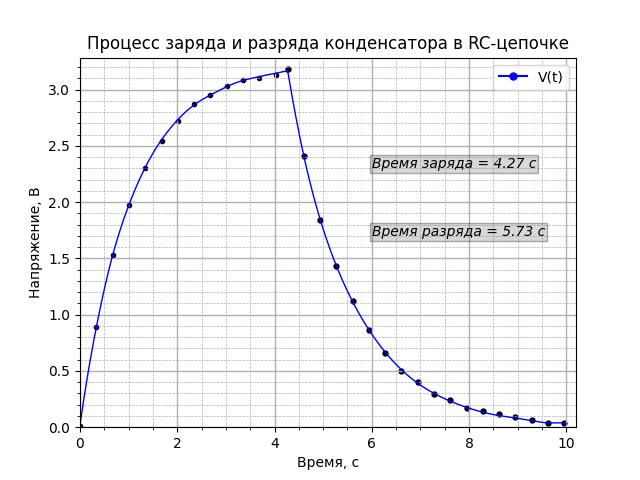 Процесс заряда и разряда конденсатора в RC-цепочке
V(t)
Напряжение, В
3.0
2.5
2.0
1.5
1.0
0.5
0.0
Время заряда = 4.27 с
Время разряда = 5.73 с
0 2 4 6 8 10
Время, с